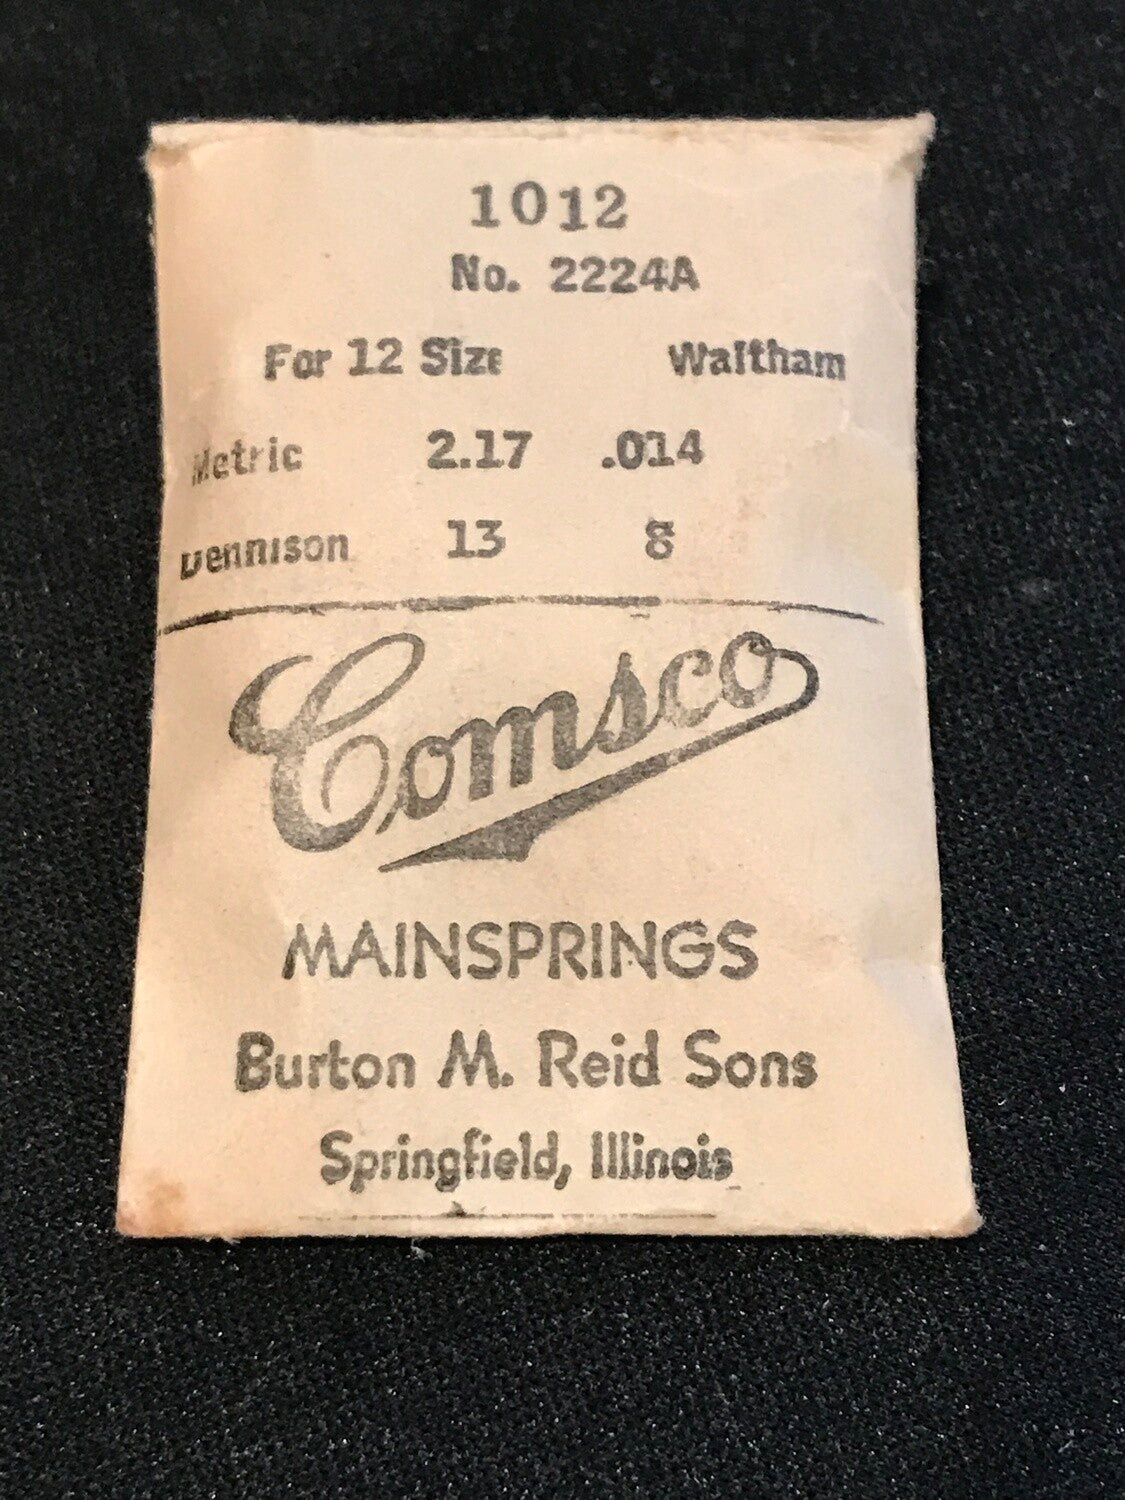 1012
No. 2224A
For 12 Size Waltham
Metric 2.17 .014
Dennison 13 8
Comsco
MAINSPRINGS
Burton M. Reid Sons
Springfield, Illinois